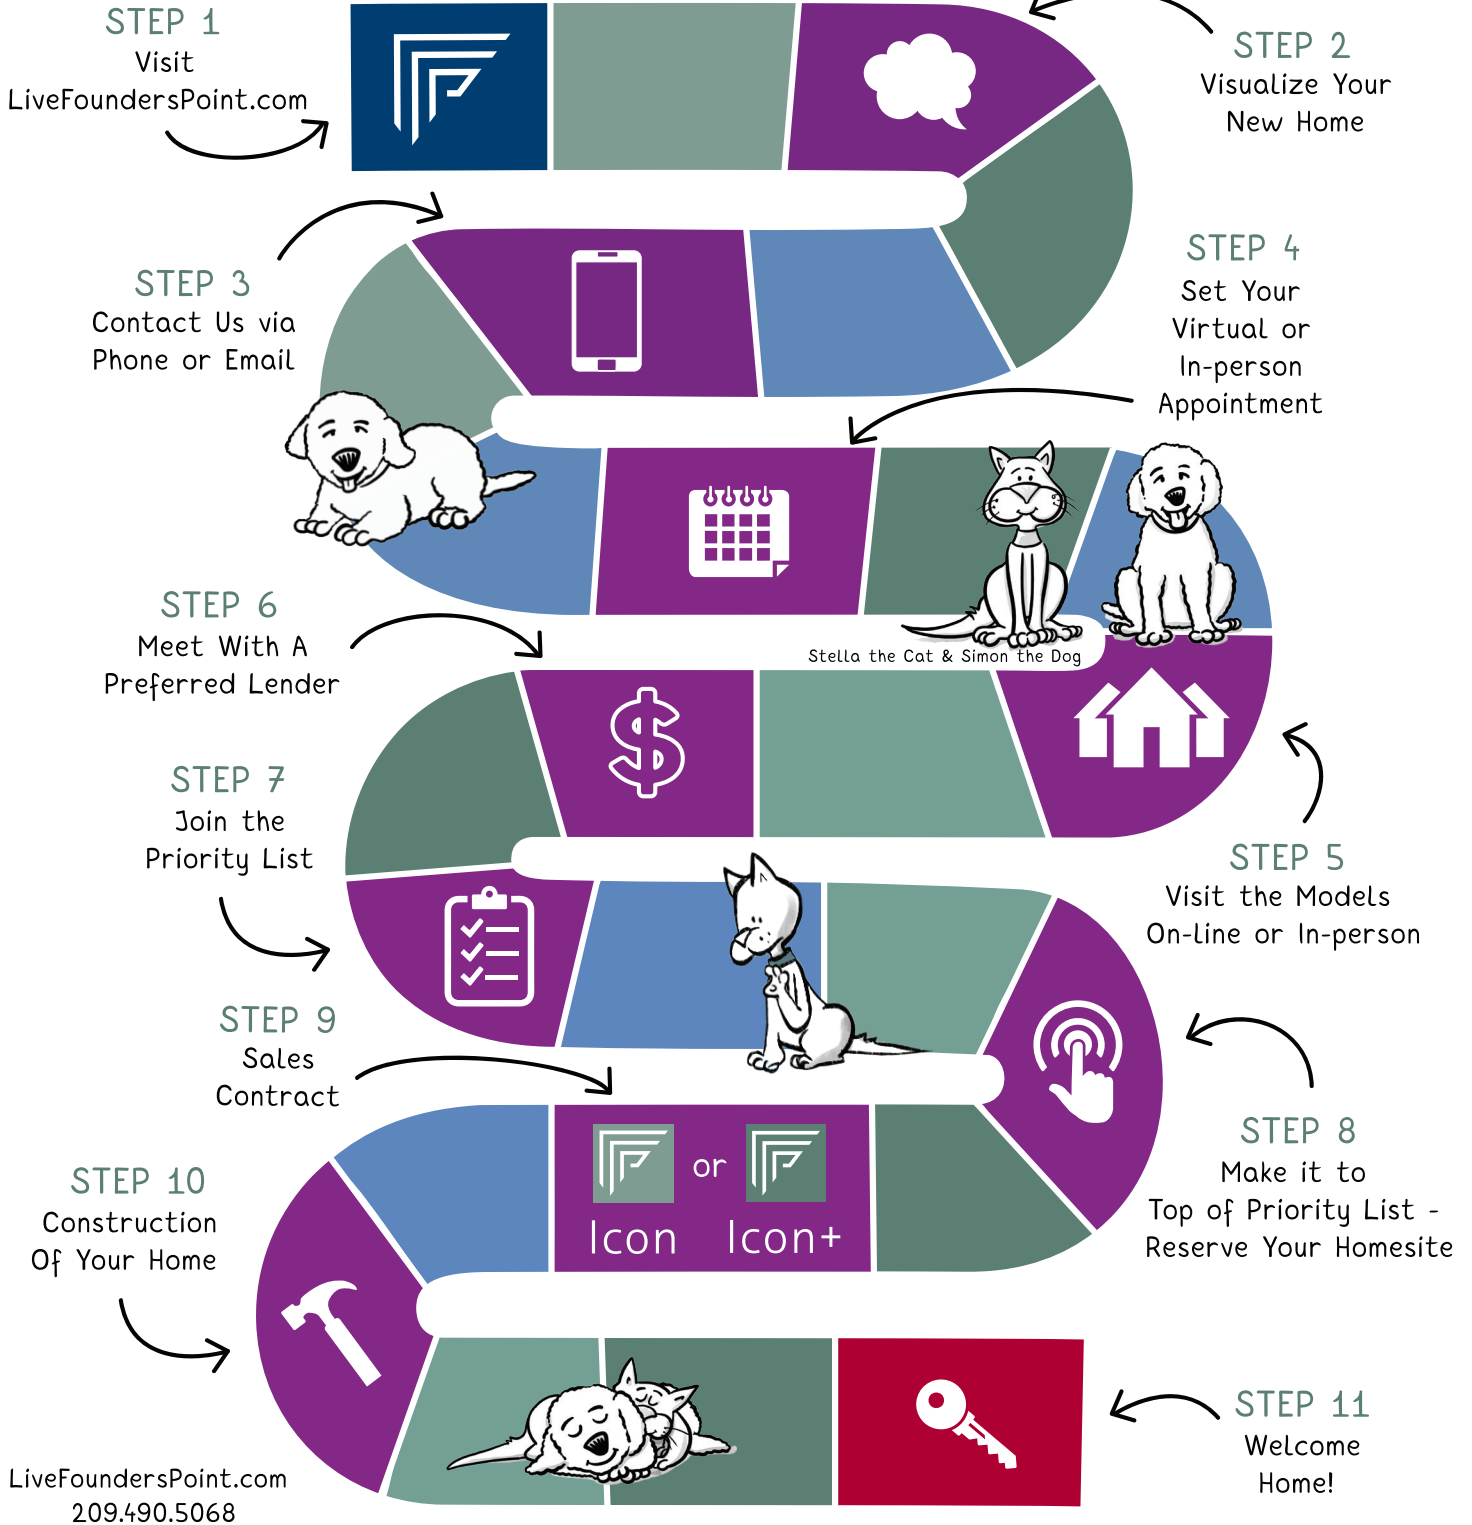 STEP 1
Visit
LiveFoundersPoint.com
STEP 2
Visualize Your
New Home
STEP 3
Contact Us via
Phone or Email
STEP 4
Set Your
Virtual or
In-person
Appointment
Stella the Cat & Simon the Dog
STEP 5
Visit the Models
On-line or In-person
STEP 6
Meet With A
Preferred Lender
STEP 7
Join the
Priority List
STEP 8
Make it to
Top of Priority List -
Reserve Your Homesite
STEP 9
Sales
Contract
or
Icon Icon+
STEP 10
Construction
Of Your Home
STEP 11
Welcome
Home!
LiveFoundersPoint.com
209.490.5068